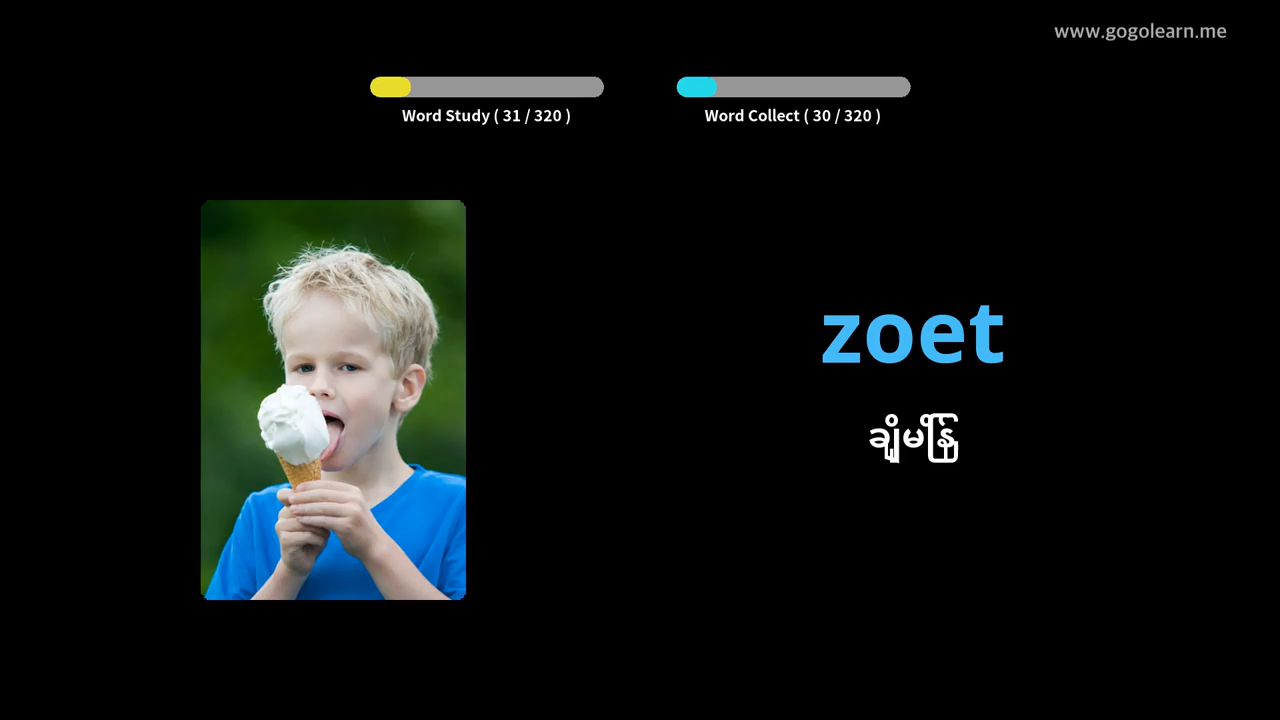 www.gogolearn.me
Word Study ( 31 / 320 )
Word Collect ( 30 / 320 )
zoet
ချိုမြိန်